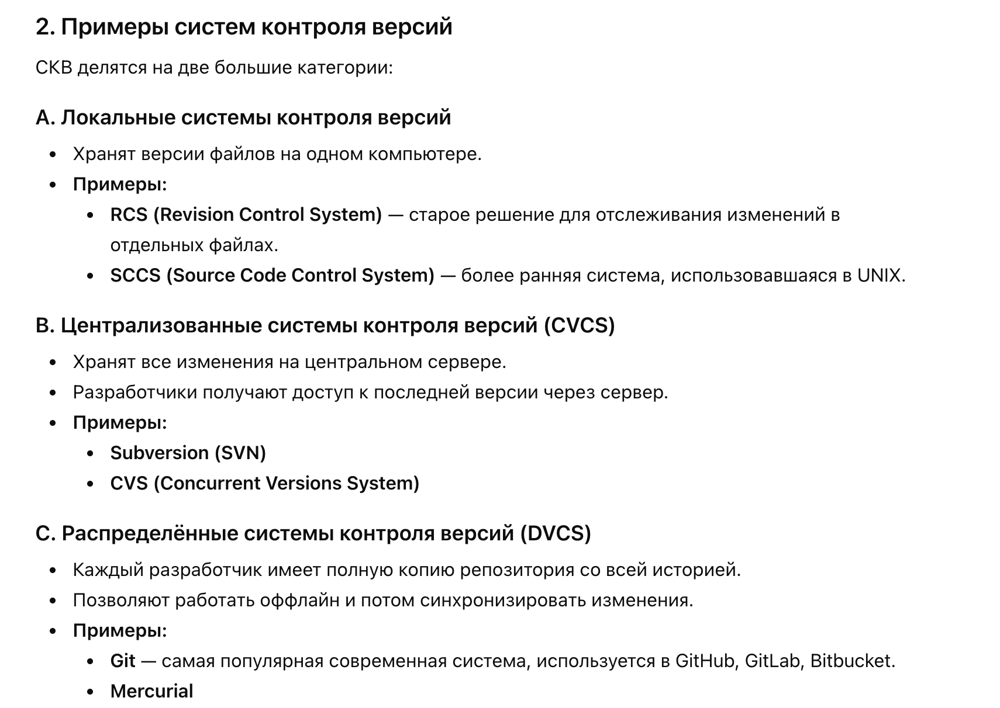 2. Примеры систем контроля версий
СКВ делятся на две большие категории:
A. Локальные системы контроля версий
• Хранят версии файлов на одном компьютере.
• Примеры:
• RCS (Revision Control System) — старое решение для отслеживания изменений в
отдельных файлах.
• SCCS (Source Code Control System) — более ранняя система, использовавшаяся в UNIX.
B. Централизованные системы контроля версий (CVCS)
• Хранят все изменения на центральном сервере.
• Разработчики получают доступ к последней версии через сервер.
• Примеры:
• Subversion (SVN)
• CVS (Concurrent Versions System)
C. Распределённые системы контроля версий (DVCS)
• Каждый разработчик имеет полную копию репозитория со всей историей.
• Позволяют работать оффлайн и потом синхронизировать изменения.
• Примеры:
• Git — самая популярная современная система, используется в GitHub, GitLab, Bitbucket.
• Mercurial